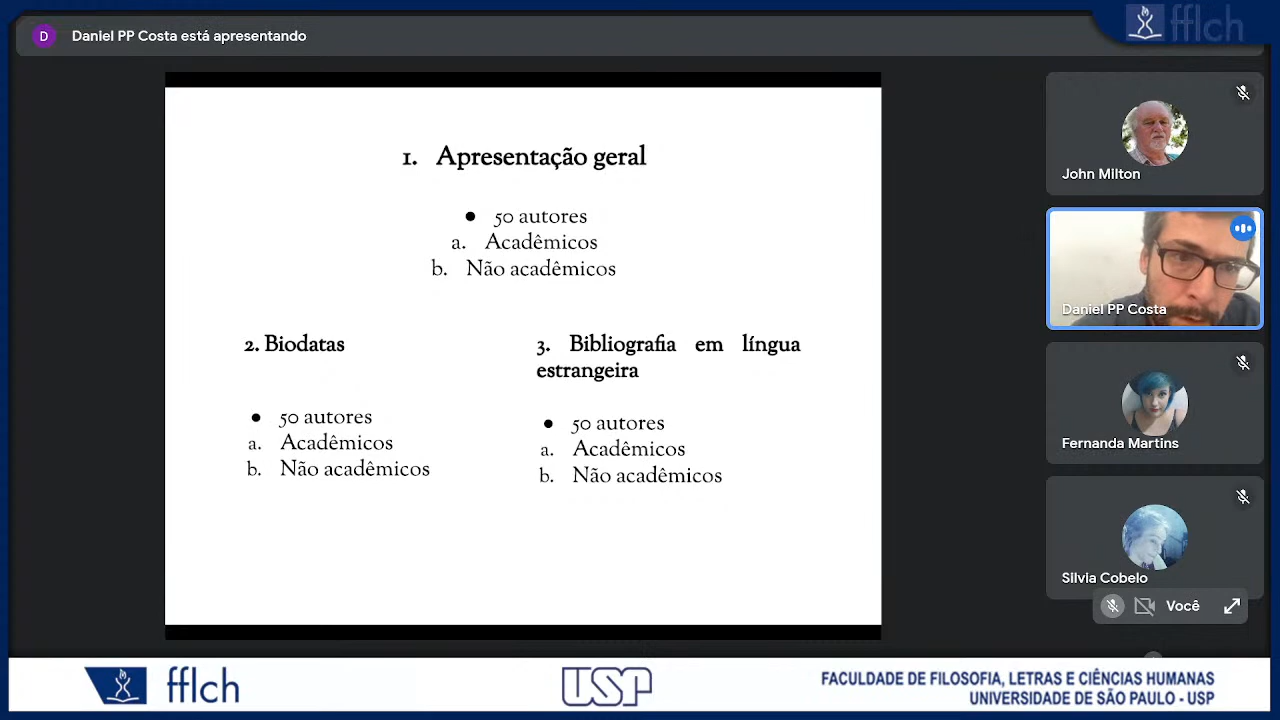 D Daniel PP Costa está apresentando
fflch
1. Apresentação geral
● 50 autores
a. Acadêmicos
b. Não acadêmicos
2. Biodatas
● 50 autores
a. Acadêmicos
b. Não acadêmicos
3. Bibliografia em língua
estrangeira
● 50 autores
a. Acadêmicos
b. Não acadêmicos
John Milton
Daniel PP Costa
Fernanda Martins
Silvia Cobelo
Você
fflch
USP
FACULDADE DE FILOSOFIA, LETRAS E CIÊNCIAS HUMANAS
UNIVERSIDADE DE SÃO PAULO - USP